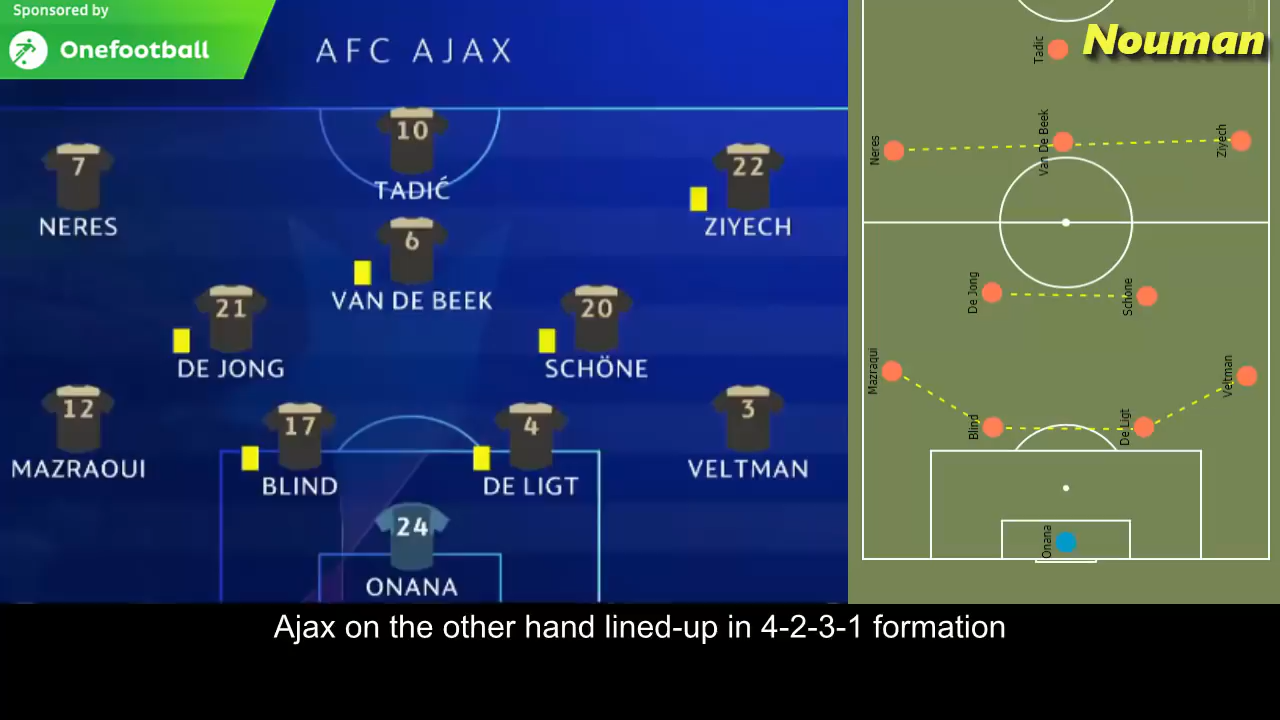 Sponsored by
Onefootball
AFC AJAX
10
TADIĆ
7
NERES
22
ZIYECH
6
VAN DE BEEK
21
DE JONG
20
SCHÖNE
12
MAZRAOUI
17
BLIND
4
DE LIGT
3
VELTMAN
24
ONANA
Nouman
Tadic
Neres
Van De Beek
Ziyech
De Jong
Schone
Mazraqui
Veltman
Blind
De Ligt
Onana
Ajax on the other hand lined-up in 4-2-3-1 formation